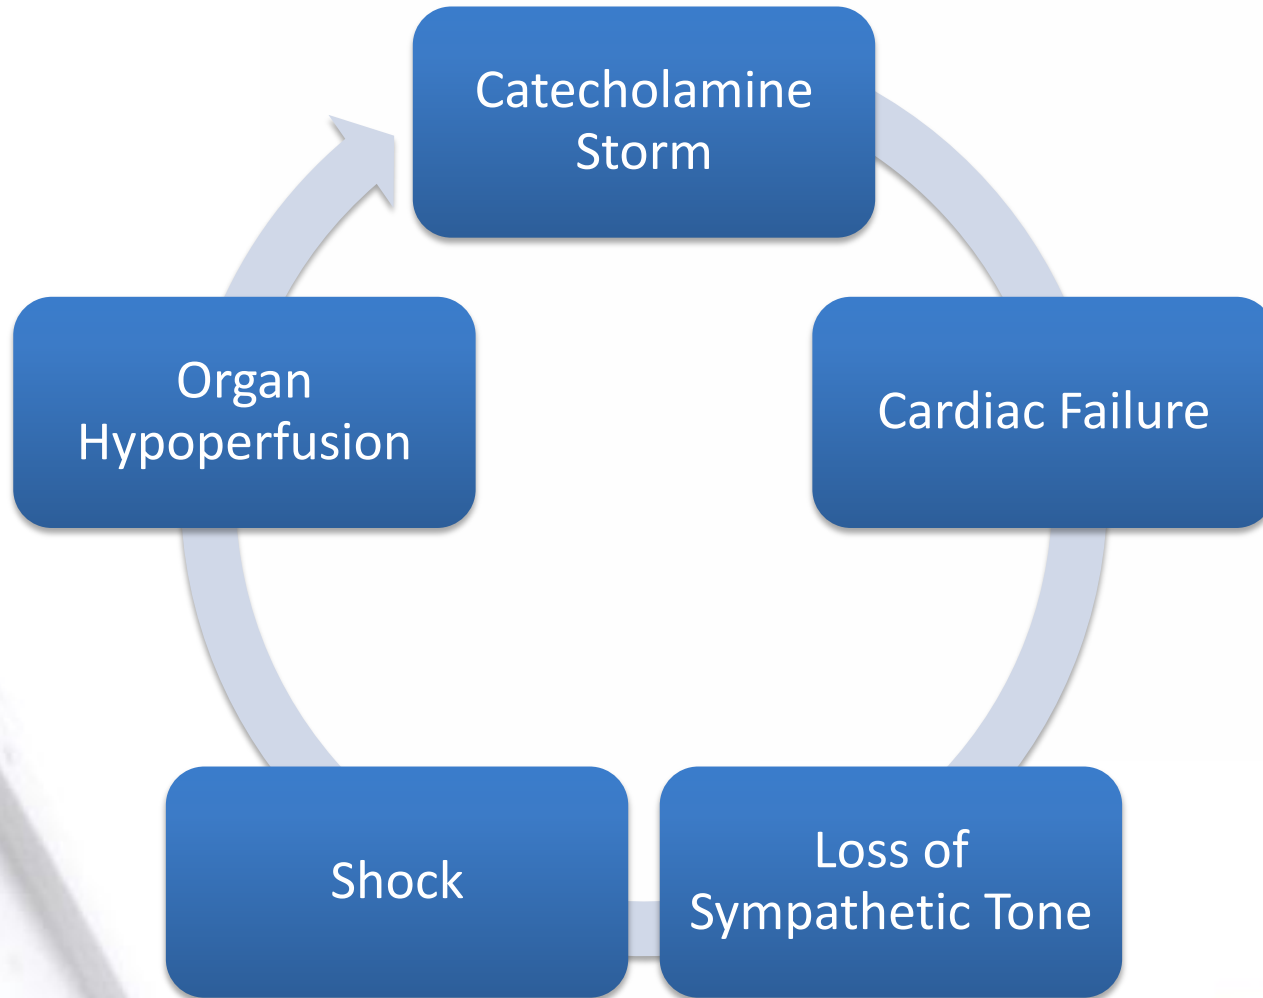 Catecholamine
Storm
Cardiac Failure
Loss of
Sympathetic Tone
Shock
Organ
Hypoperfusion